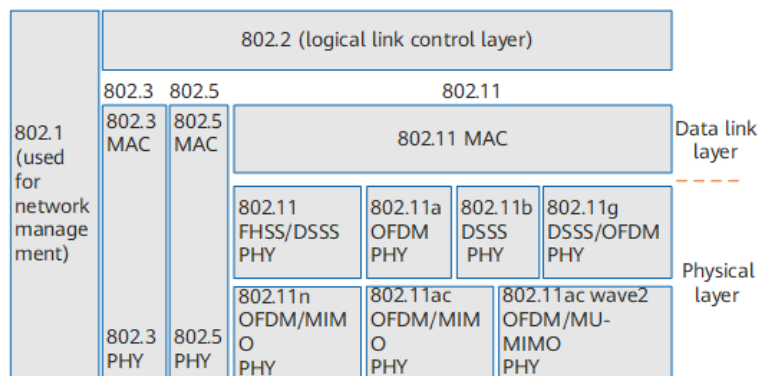 802.2 (logical link control layer)
802.3
802.5
802.11
802.1
(used
for
network
manage
ment)
802.3
MAC
802.5
MAC
802.11 MAC
Data link
layer
802.11
FHSS/DSSS
PHY
802.11a
OFDM
PHY
802.11b
DSSS
PHY
802.11g
DSSS/OFDM
PHY
Physical
layer
802.3
PHY
802.5
PHY
802.11n
OFDM/MIM
O
PHY
802.11ac
OFDM/MIM
O
PHY
802.11ac wave2
OFDM/MU-
MIMO
PHY